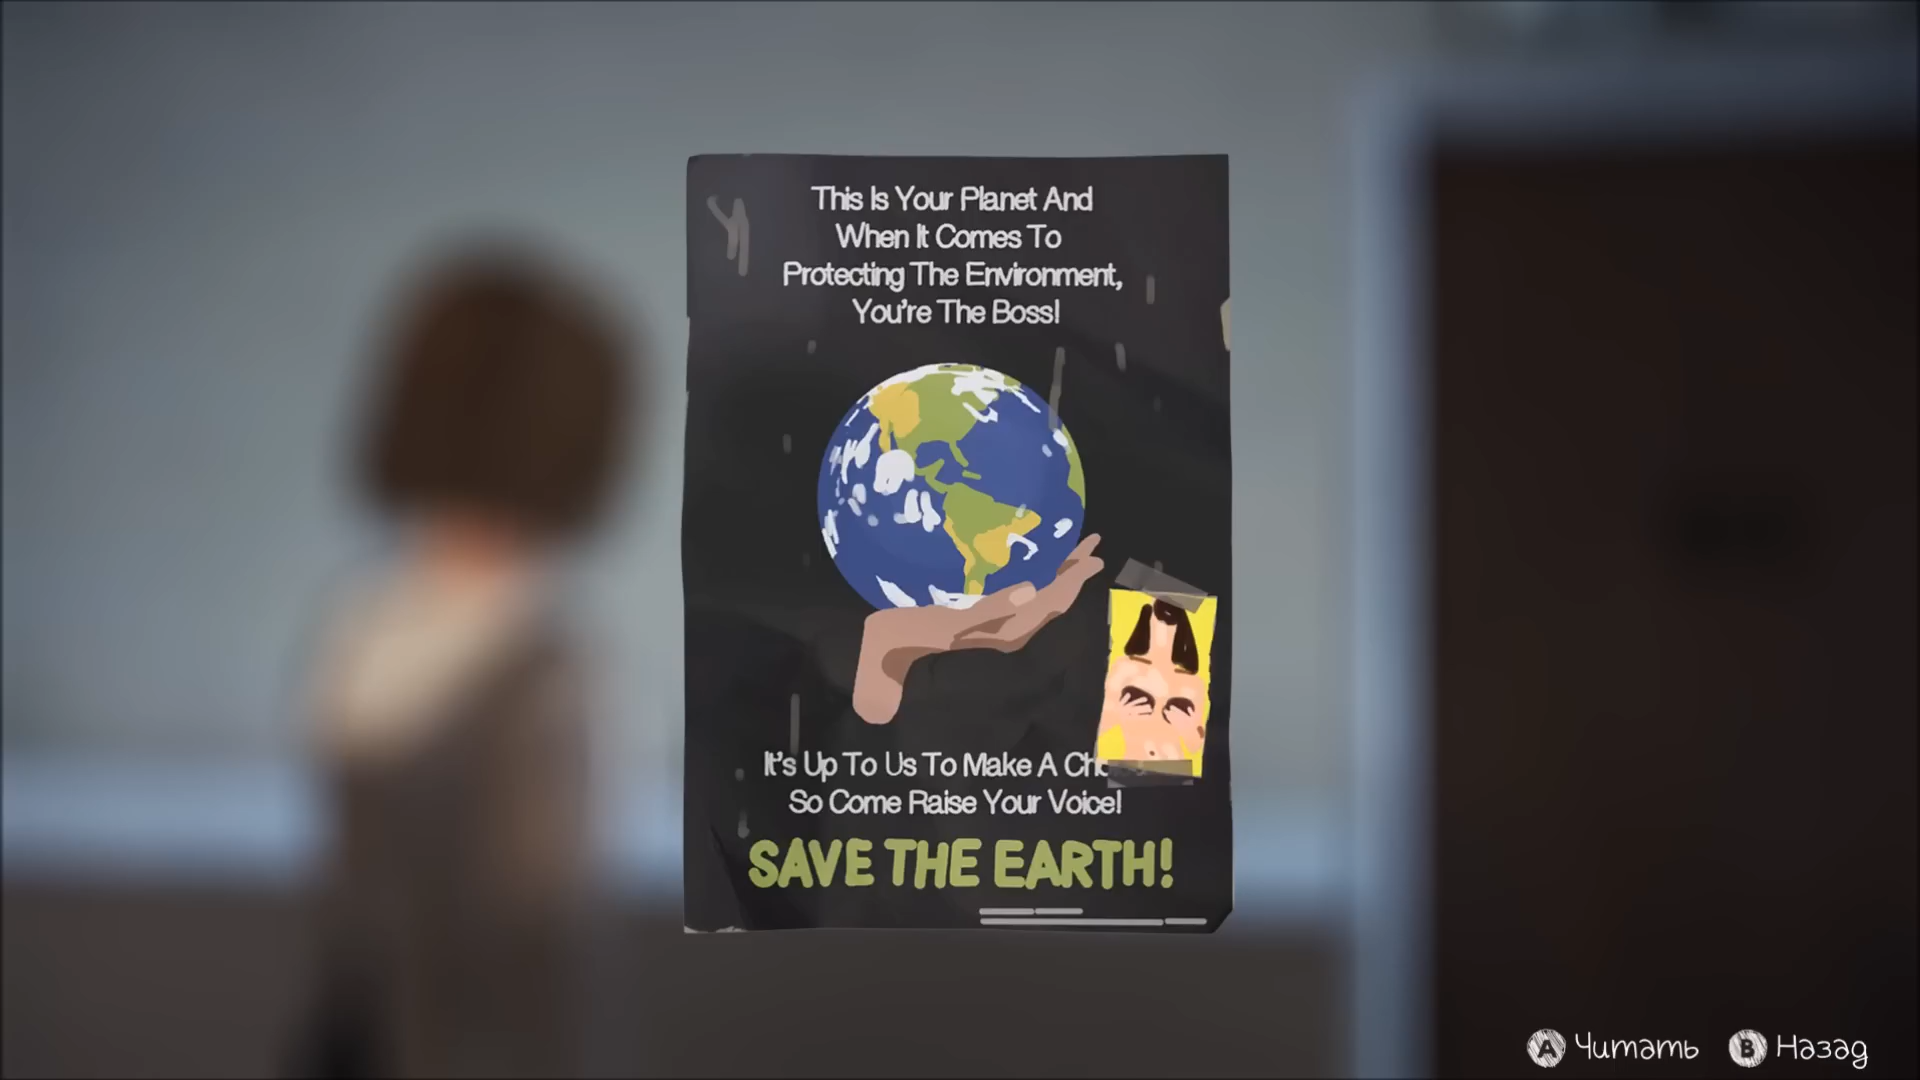 This Is Your Planet And
When It Comes To
Protecting The Environment,
You're The Boss!
It's Up To Us To Make A
So Come Raise Your Voice!
SAVE THE EARTH!
A Читать B Назад